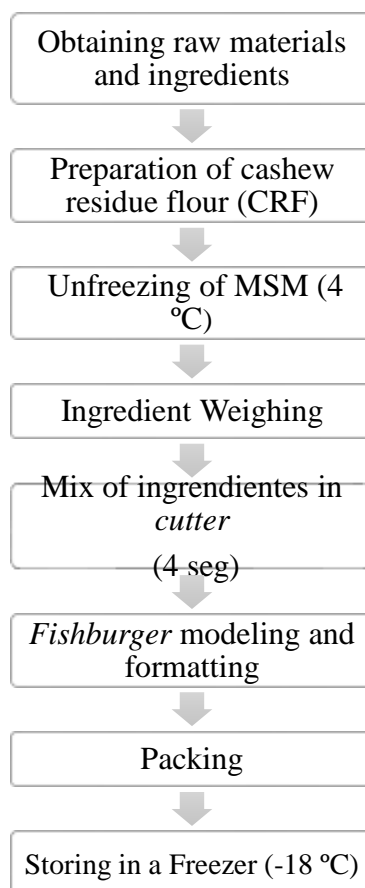 Obtaining raw materials
and ingredients
Preparation of cashew
residue flour (CRF)
Unfreezing of MSM (4
ºC)
Ingredient Weighing
Mix of ingrendientes in
cutter
(4 seg)
Fishburger modeling and
formatting
Packing
Storing in a Freezer (-18 ºC)